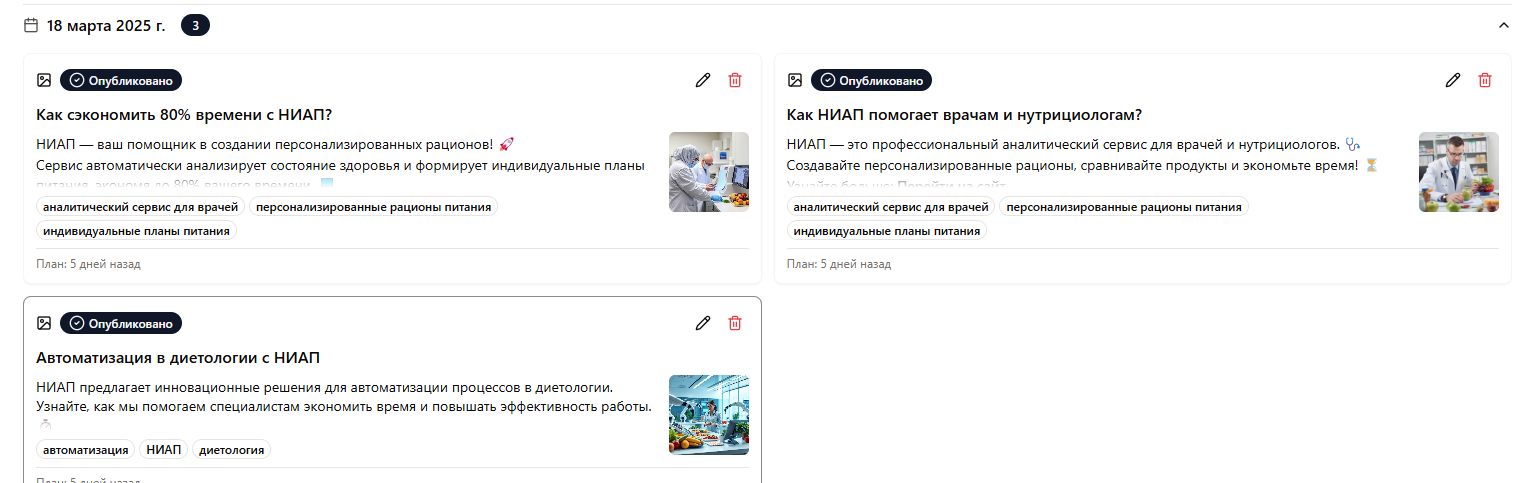 18 марта 2025 г. 3
Опубликовано
Как сэкономить 80% времени с НИАП?
НИАП — ваш помощник в создании персонализированных рационов! 🚀
Сервис автоматически анализирует состояние здоровья и формирует индивидуальные планы
питания, экономя до 80% вашего времени.
аналитический сервис для врачей персонализированные рационы питания
индивидуальные планы питания
План: 5 дней назад
Опубликовано
Как НИАП помогает врачам и нутрициологам?
НИАП — это профессиональный аналитический сервис для врачей и нутрициологов. 🩺
Создавайте персонализированные рационы, сравнивайте продукты и экономьте время! ⏳
Узнайте больше: Перейти на сайт
аналитический сервис для врачей персонализированные рационы питания
индивидуальные планы питания
План: 5 дней назад
Опубликовано
Автоматизация в диетологии с НИАП
НИАП предлагает инновационные решения для автоматизации процессов в диетологии.
Узнайте, как мы помогаем специалистам экономить время и повышать эффективность работы.
⏱
автоматизация НИАП диетология
План: 5 дней назад